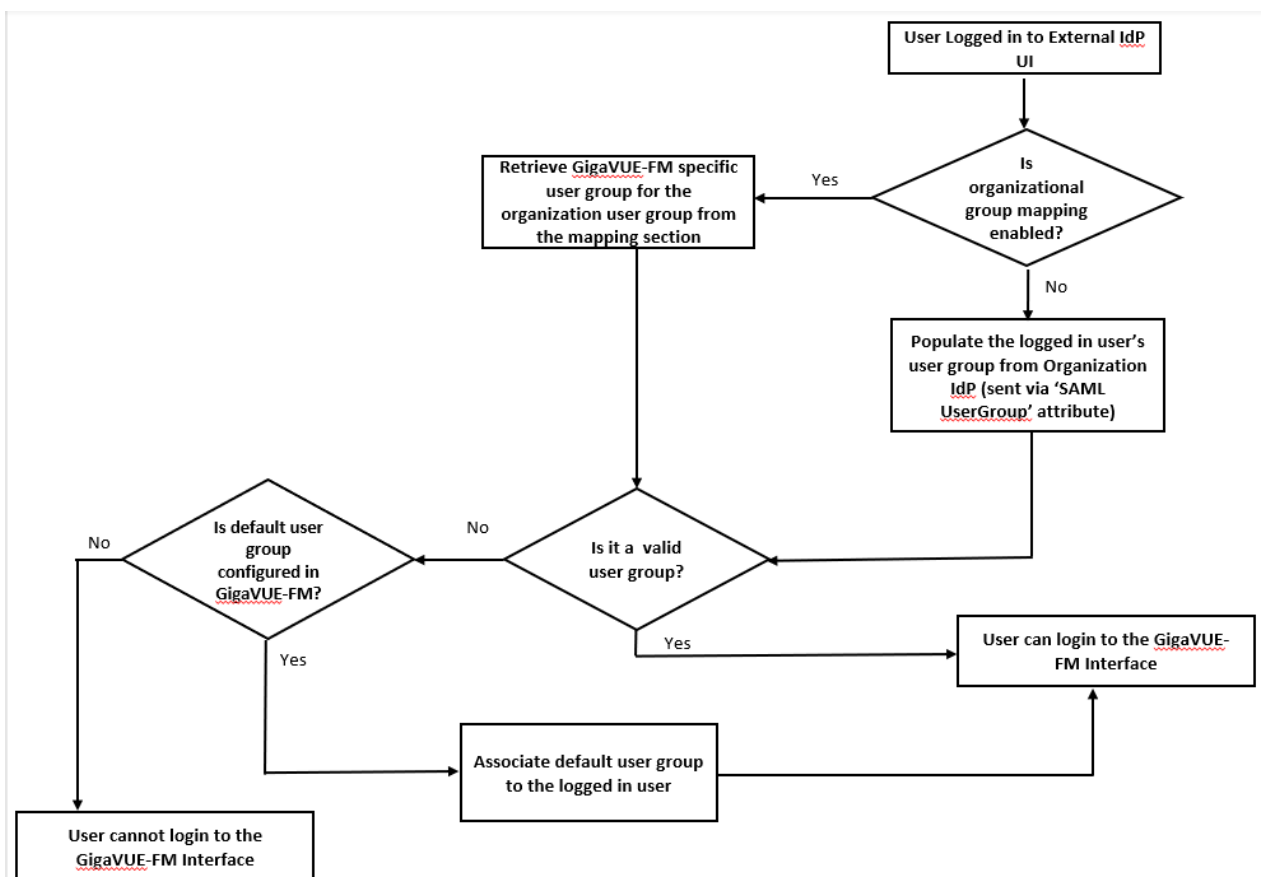 User Logged in to External IdP
UI
Is
organizational
group mapping
enabled?
Yes
Retrieve GigaVUE-FM specific
user group for the
organization user group from
the mapping section
No
Populate the logged in user's
user group from Organization
IdP (sent via 'SAML
UserGroup' attribute)
Is it a valid
user group?
No
Is default user
group
configured in
GigaVUE-FM?
No
Yes
Yes
User can login to the GigaVUE-
FM Interface
Associate default user group
to the logged in user
User cannot login to the
GigaVUE-FM Interface